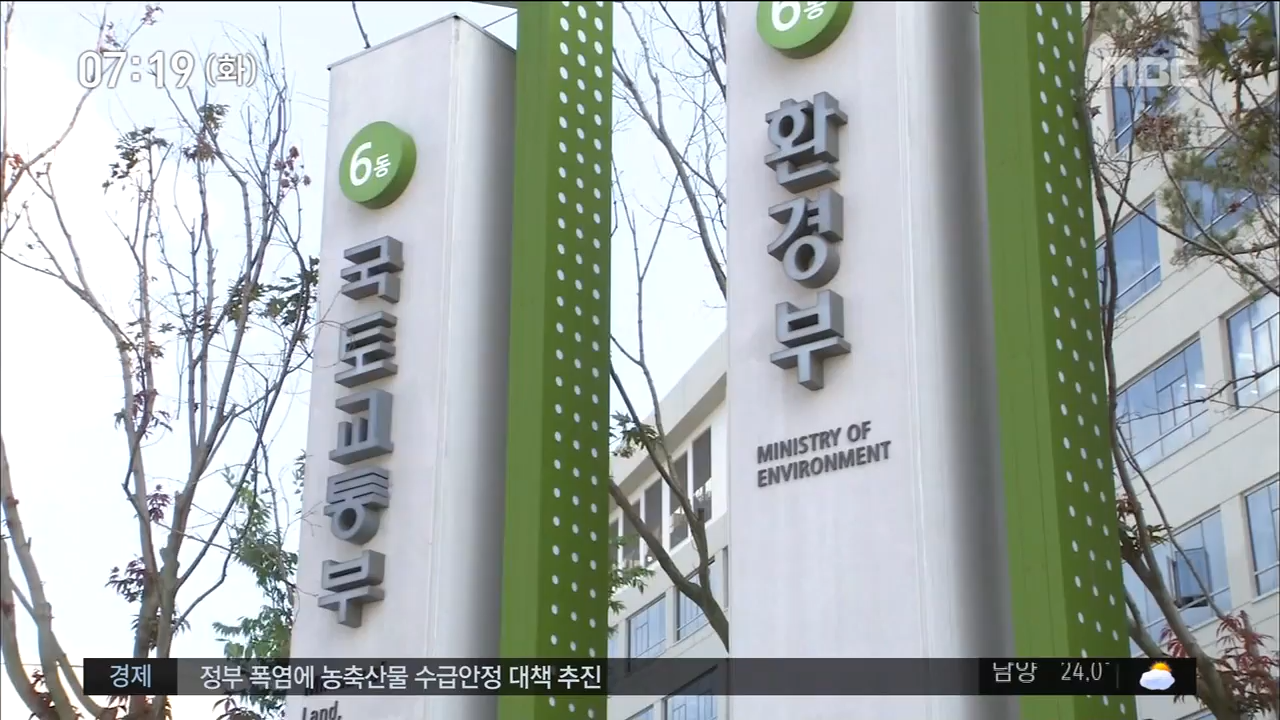 07:19 (화)
MBC
6동
국토교통부
Land,
6동
환경부
MINISTRY OF
ENVIRONMENT
경제
정부 폭염에 농축산물 수급안정 대책 추진
남양 24.0°